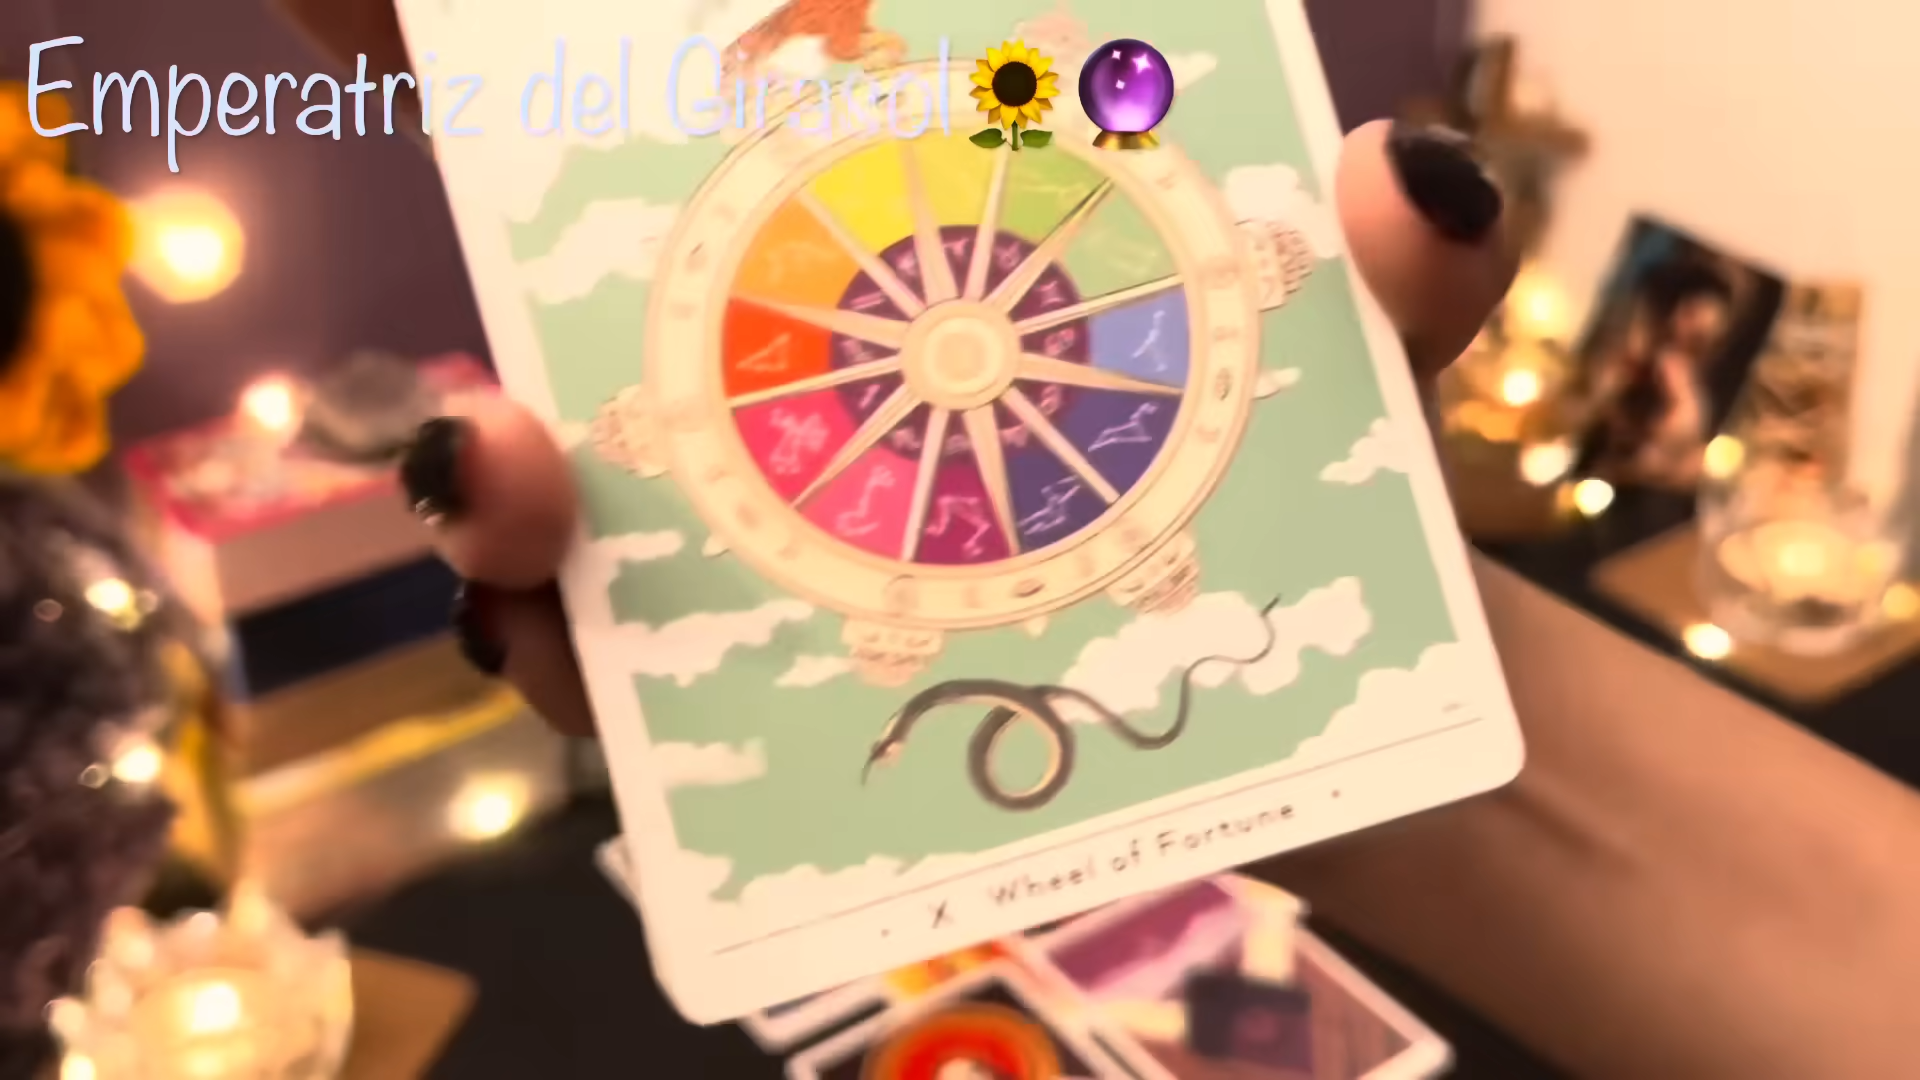 Emperatriz del Girasol🌻🔮
· X Wheel of Fortune ·